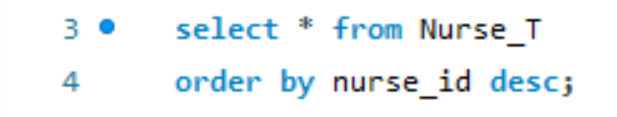 3 select * from Nurse_T
4 order by nurse_id desc;